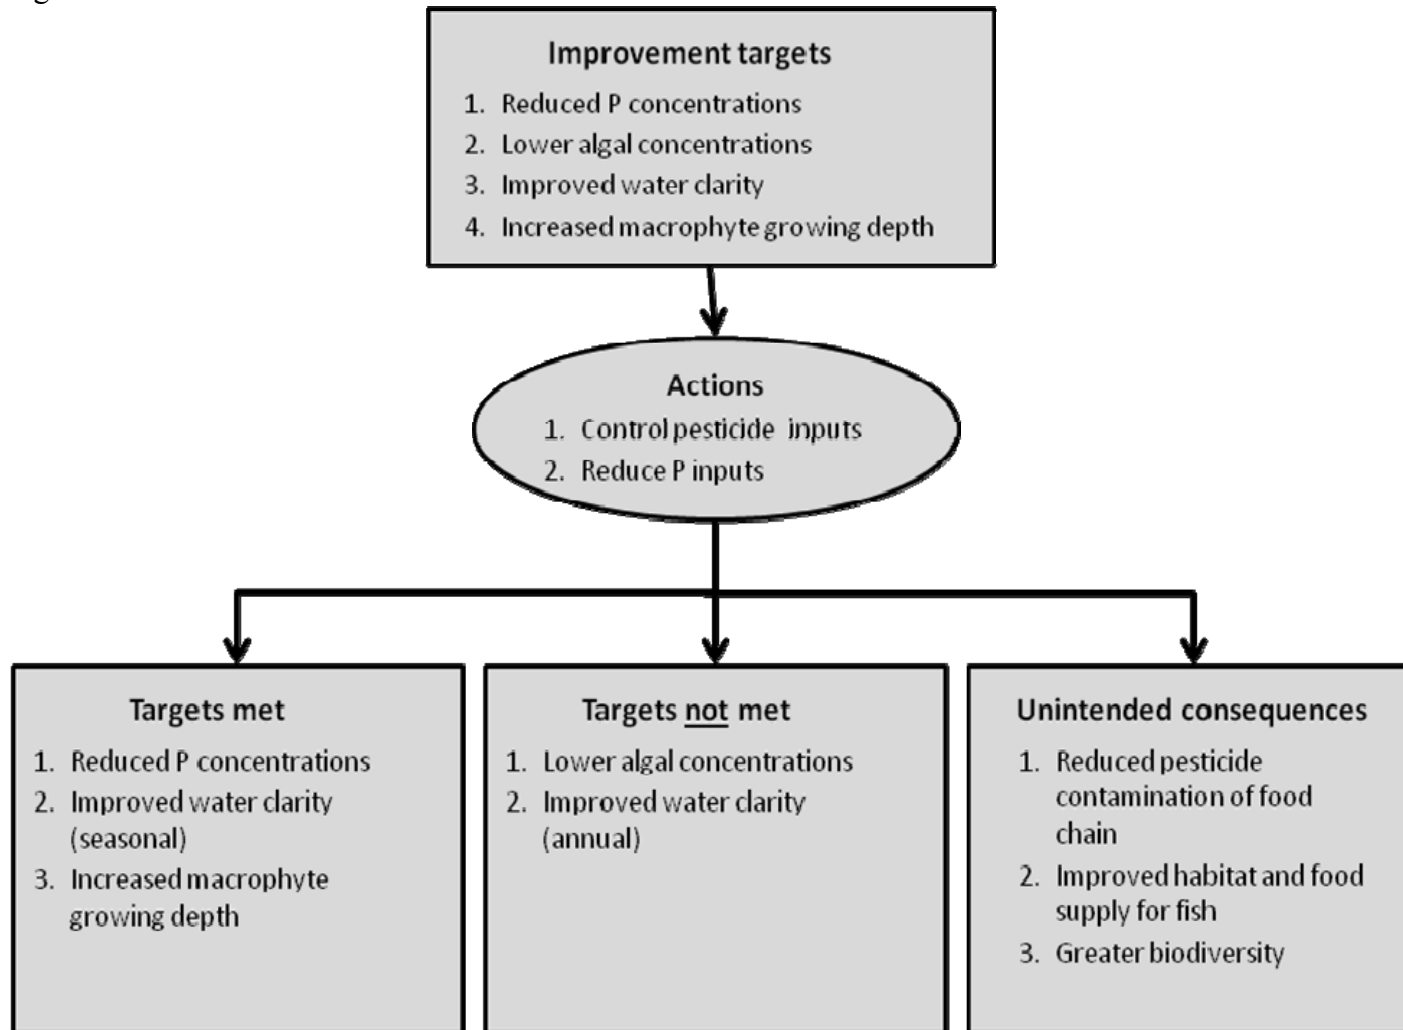 Improvement targets
1. Reduced P concentrations
2. Lower algal concentrations
3. Improved water clarity
4. Increased macrophyte growing depth
Actions
1. Control pesticide inputs
2. Reduce P inputs
Targets met
1. Reduced P concentrations
2. Improved water clarity
(seasonal)
3. Increased macrophyte
growing depth
Targets not met
1. Lower algal concentrations
2. Improved water clarity
(annual)
Unintended consequences
1. Reduced pesticide
contamination of food
chain
2. Improved habitat and food
supply for fish
3. Greater biodiversity